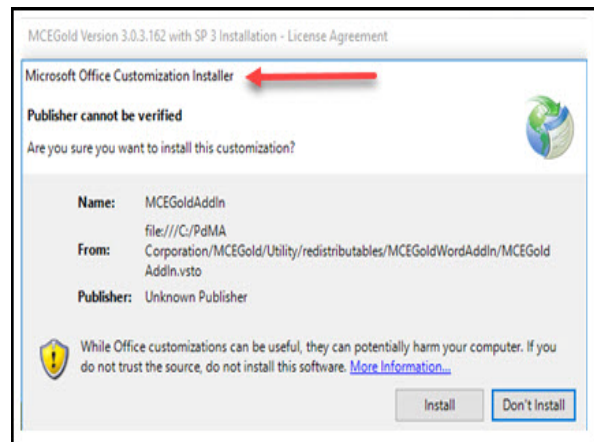 MCEGold Version 3.0.3.162 with SP 3 Installation - License Agreement
Microsoft Office Customization Installer
Publisher cannot be verified
Are you sure you want to install this customization?
Name: MCEGoldAddIn
file:///C:/PdMA
From: Corporation/MCEGold/Utility/redistributables/MCEGoldWordAddIn/MCEGold
AddIn.vsto
Publisher: Unknown Publisher
While Office customizations can be useful, they can potentially harm your computer. If you
do not trust the source, do not install this software. More Information...
Install Don't Install